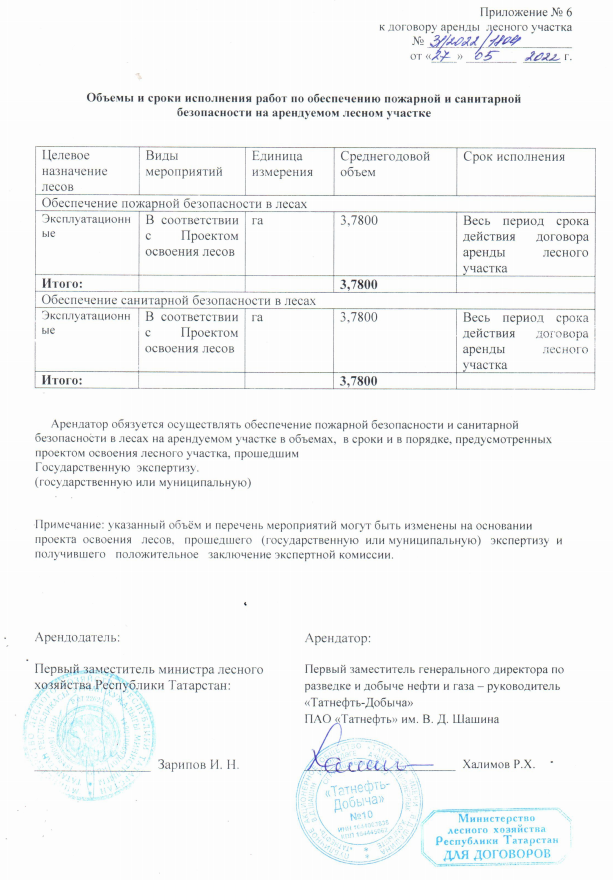 Приложение № 6
к договору аренды лесного участка
№ 31/2022/1804
от «27» 05 2022 г.
Объемы и сроки исполнения работ по обеспечению пожарной и санитарной
безопасности на арендуемом лесном участке
Целевое назначение лесов | Виды мероприятий | Единица измерения | Среднегодовой объем | Срок исполнения
Обеспечение пожарной безопасности в лесах
Эксплуатационные | В соответствии с Проектом освоения лесов | га | 3,7800 | Весь период срока действия договора аренды лесного участка
Итого: 3,7800
Обеспечение санитарной безопасности в лесах
Эксплуатационные | В соответствии с Проектом освоения лесов | га | 3,7800 | Весь период срока действия договора аренды лесного участка
Итого: 3,7800
Арендатор обязуется осуществлять обеспечение пожарной безопасности и санитарной
безопасности в лесах на арендуемом участке в объемах, в сроки и в порядке, предусмотренных
проектом освоения лесного участка, прошедшим
Государственную экспертизу.
(государственную или муниципальную)
Примечание: указанный объём и перечень мероприятий могут быть изменены на основании
проекта освоения лесов, прошедшего (государственную или муниципальную) экспертизу и
получившего положительное заключение экспертной комиссии.
Арендодатель:
Первый заместитель министра лесного
хозяйства Республики Татарстан:
Зарипов И. Н.
Арендатор:
Первый заместитель генерального директора по
разведке и добыче нефти и газа – руководитель
«Татнефть-Добыча»
ПАО «Татнефть» им. В. Д. Шашина
Халимов Р.Х.
«Татнефть-
Добыча»
№10
Министерство
лесного хозяйства
Республики Татарстан
ДЛЯ ДОГОВОРОВ